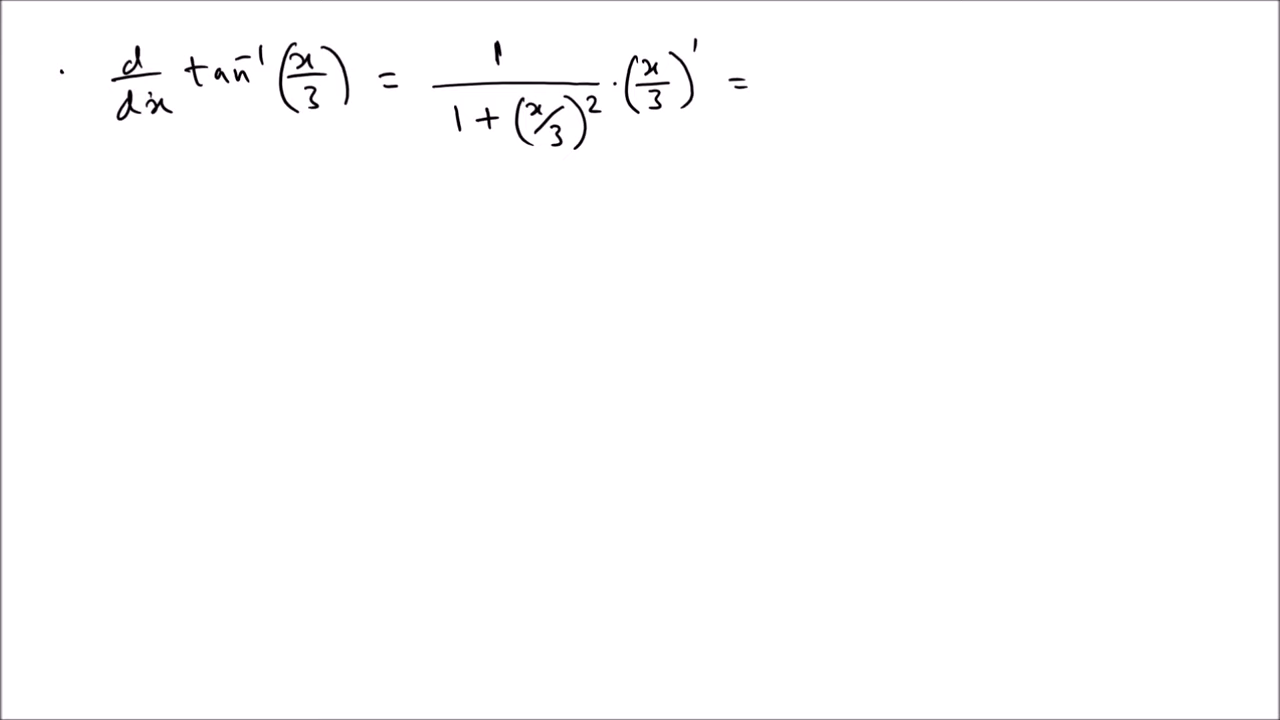 d/dx tan⁻¹(x/3) = 1/(1 + (x/3)²) · (x/3)' =